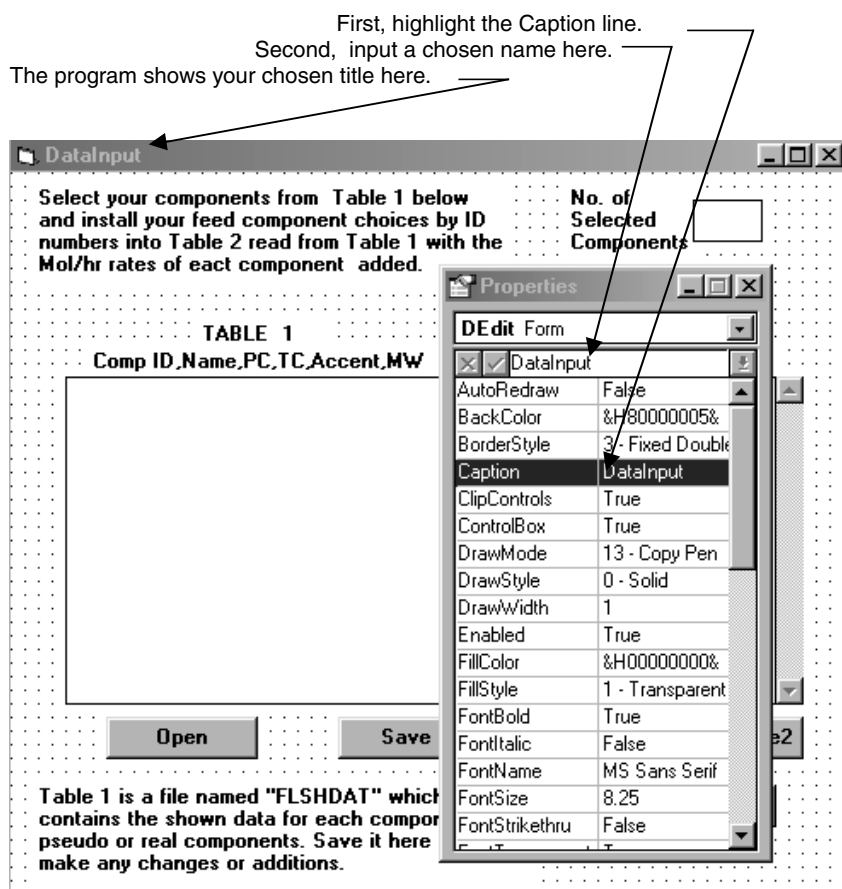 First, highlight the Caption line.
Second, input a chosen name here.
The program shows your chosen title here.
DataInput
Select your components from Table 1 below
and install your feed component choices by ID
numbers into Table 2 read from Table 1 with the
Mol/hr rates of eact component added.
No. of
Selected
Components
TABLE 1
Comp ID,Name,PC,TC,Accent,MW
Properties
DEdit Form
DataInput
AutoRedraw False
BackColor &H80000005&
BorderStyle 3 - Fixed Double
Caption DataInput
ClipControls True
ControlBox True
DrawMode 13 - Copy Pen
DrawStyle 0 - Solid
DrawWidth 1
Enabled True
FillColor &H00000000&
FillStyle 1 - Transparent
FontBold True
FontItalic False
FontName MS Sans Serif
FontSize 8.25
FontStrikethru False
Open
Save
e2
Table 1 is a file named "FLSHDAT" which
contains the shown data for each compor
pseudo or real components. Save it here
make any changes or additions.